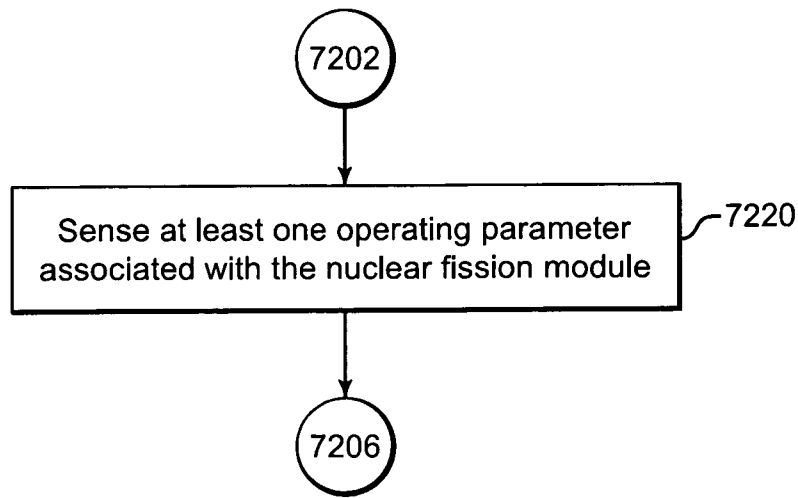 7202
Sense at least one operating parameter
associated with the nuclear fission module
7220
7206